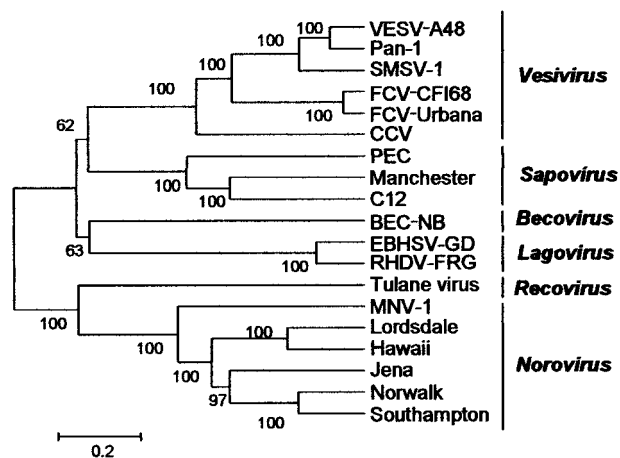 100 VESV-A48
100 Pan-1
100 SMSV-1
Vesivirus
100 FCV-CFI68
100 FCV-Urbana
62 CCV
PEC
100 Manchester
Sapovirus
100 C12
BEC-NB
Becovirus
63 EBHSV-GD
100 RHDV-FRG
Lagovirus
Tulane virus
Recovirus
100 MNV-1
100 Lordsdale
100 Hawaii
Norovirus
100 Jena
97 Norwalk
100 Southampton
0.2